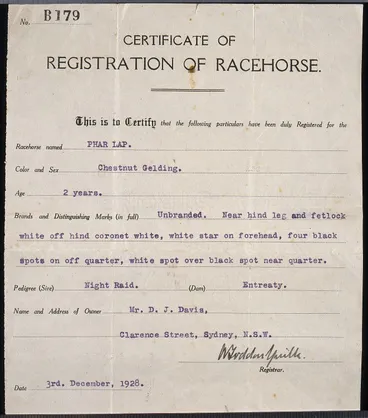 No. B179
CERTIFICATE OF
REGISTRATION OF RACEHORSE.
This is to Certify that the following particulars have been duly Registered for the
Racehorse named PHAR LAP.
Color and Sex Chestnut Gelding.
Age 2 years.
Brands and Distinguishing Marks (in full) Unbranded. Near hind leg and fetlock
white off hind coronet white, white star on forehead, four black
spots on off quarter, white spot over black spot near quarter.
Pedigree (Sire) Night Raid. (Dam) Entreaty.
Name and Address of Owner Mr. D. J. Davis,
Clarence Street, Sydney, N.S.W.
Registrar.
Date 3rd. December, 1928.